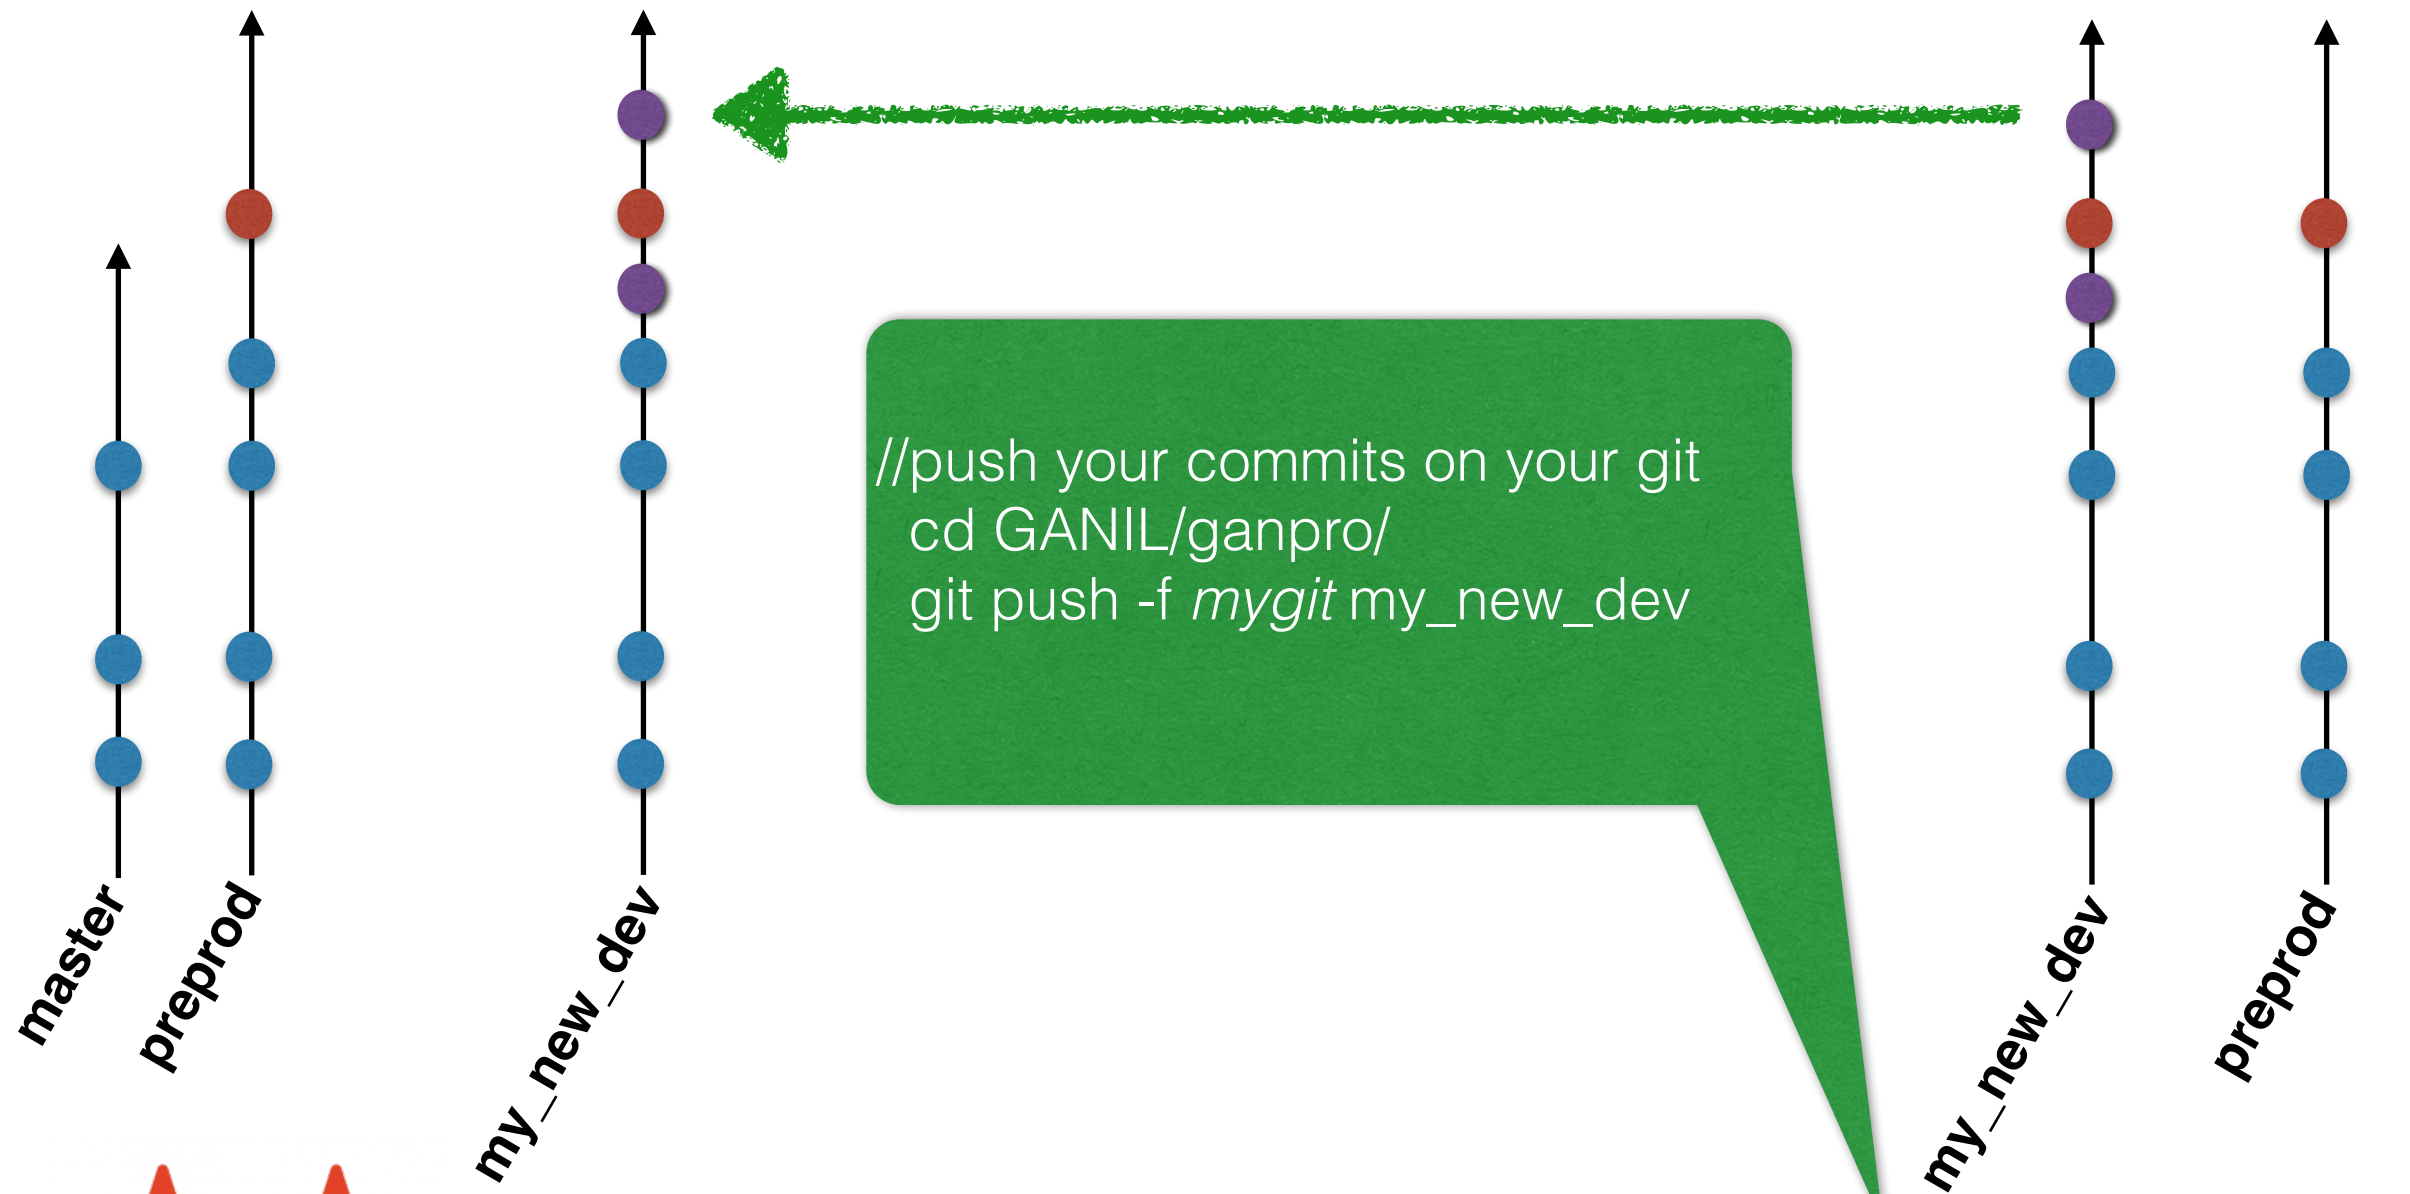 //push your commits on your git
cd GANIL/ganpro/
git push -f mygit my_new_dev
master
preprod
my_new_dev
my_new_dev
preprod